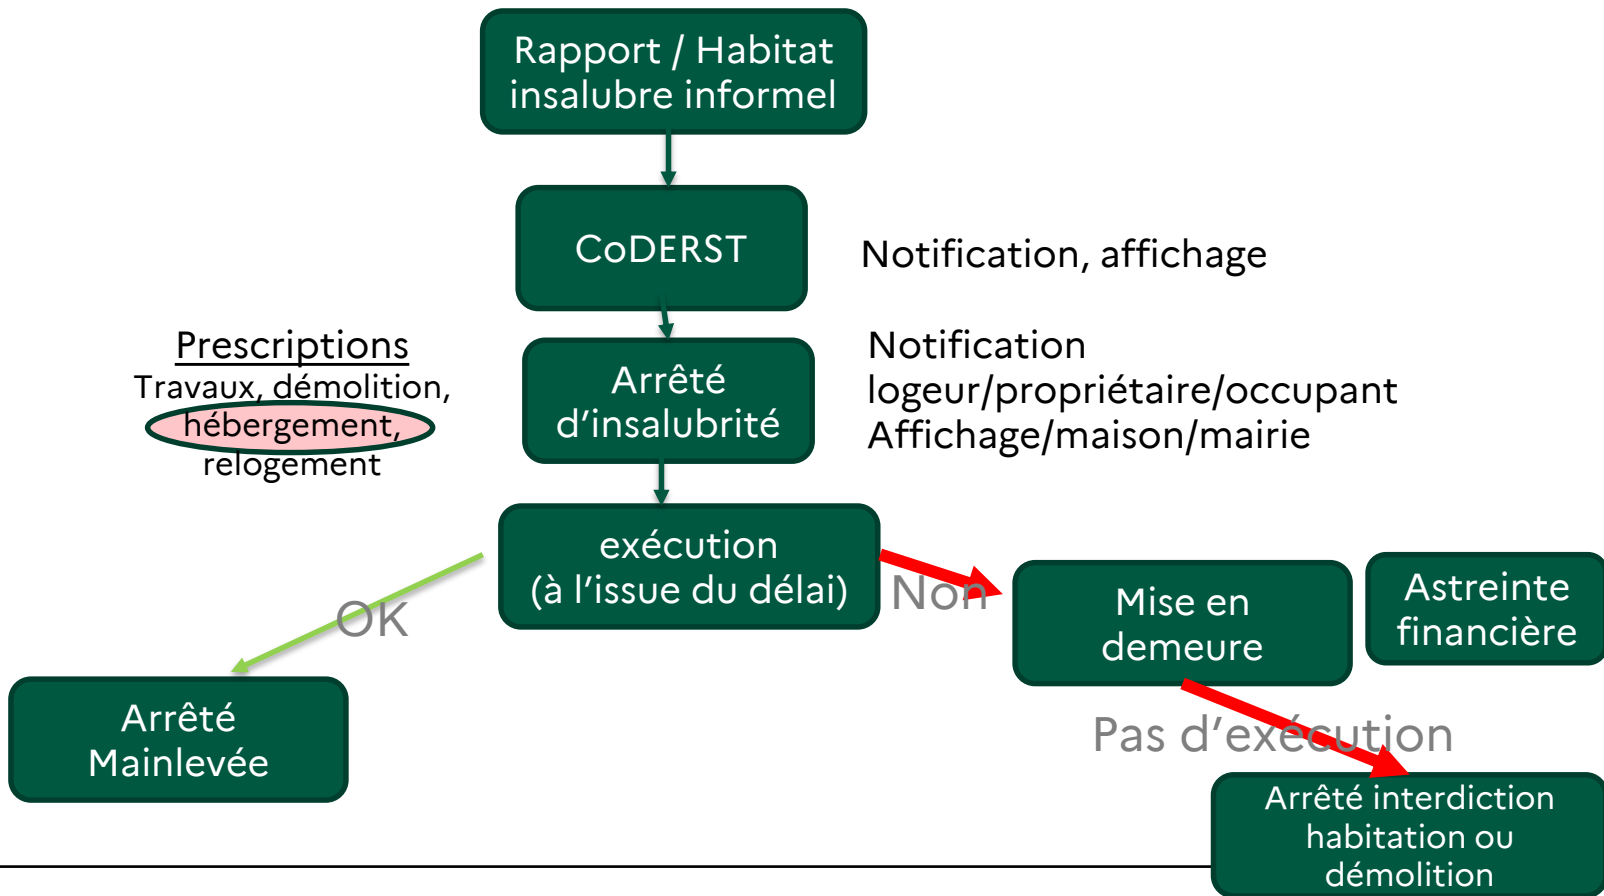 Rapport / Habitat
insalubre informel
CoDERST
Notification, affichage
Prescriptions
Travaux, démolition,
hébergement,
relogement
Arrêté
d’insalubrité
Notification
logeur/propriétaire/occupant
Affichage/maison/mairie
exécution
(à l’issue du délai)
OK
Non
Arrêté
Mainlevée
Mise en
demeure
Astreinte
financière
Pas d’exécution
Arrêté interdiction
habitation ou
démolition